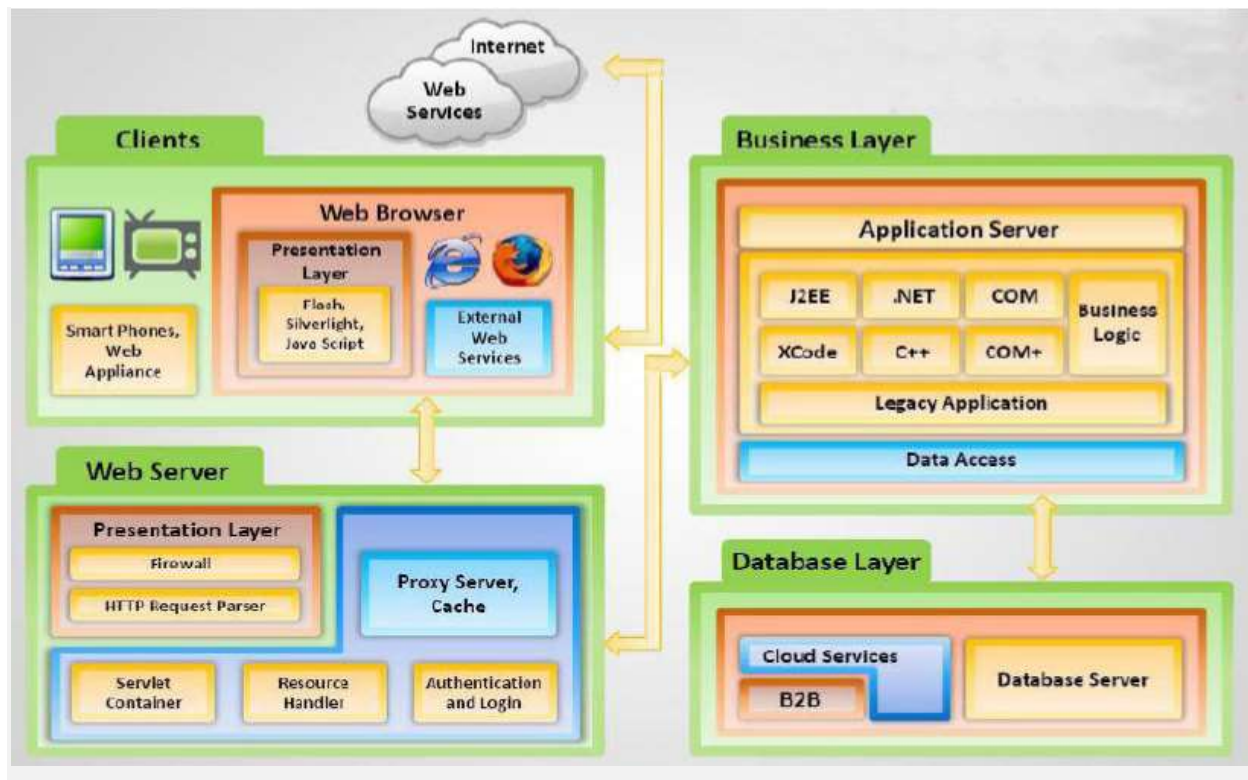 Internet
Web
Services
Clients
Web Browser
Presentation
Layer
Flash,
Silverlight,
Java Script
External
Web
Services
Smart Phones,
Web
Appliance
Business Layer
Application Server
J2EE
.NET
COM
Business
Logic
XCode
C++
COM+
Legacy Application
Data Access
Web Server
Presentation Layer
Firewall
HTTP Request Parser
Proxy Server,
Cache
Servlet
Container
Resource
Handler
Authentication
and Login
Database Layer
Cloud Services
B2B
Database Server